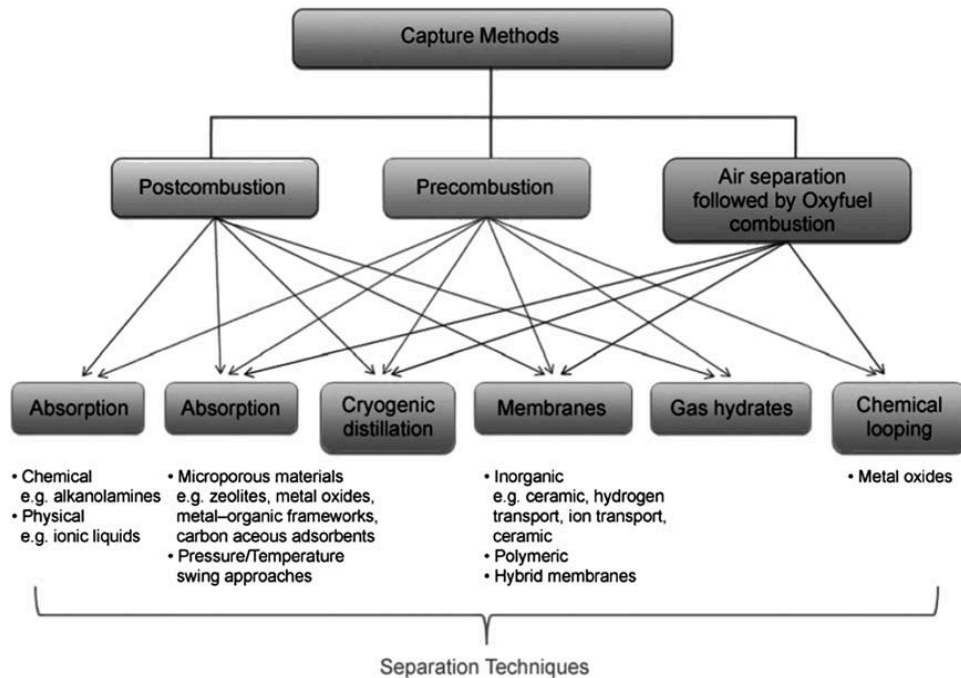 Capture Methods
Postcombustion
Precombustion
Air separation
followed by Oxyfuel
combustion
Absorption
Absorption
Cryogenic
distillation
Membranes
Gas hydrates
Chemical
looping
• Chemical
e.g. alkanolamines
• Physical
e.g. ionic liquids
• Microporous materials
e.g. zeolites, metal oxides,
metal–organic frameworks,
carbon aceous adsorbents
• Pressure/Temperature
swing approaches
• Inorganic
e.g. ceramic, hydrogen
transport, ion transport,
ceramic
• Polymeric
• Hybrid membranes
• Metal oxides
Separation Techniques